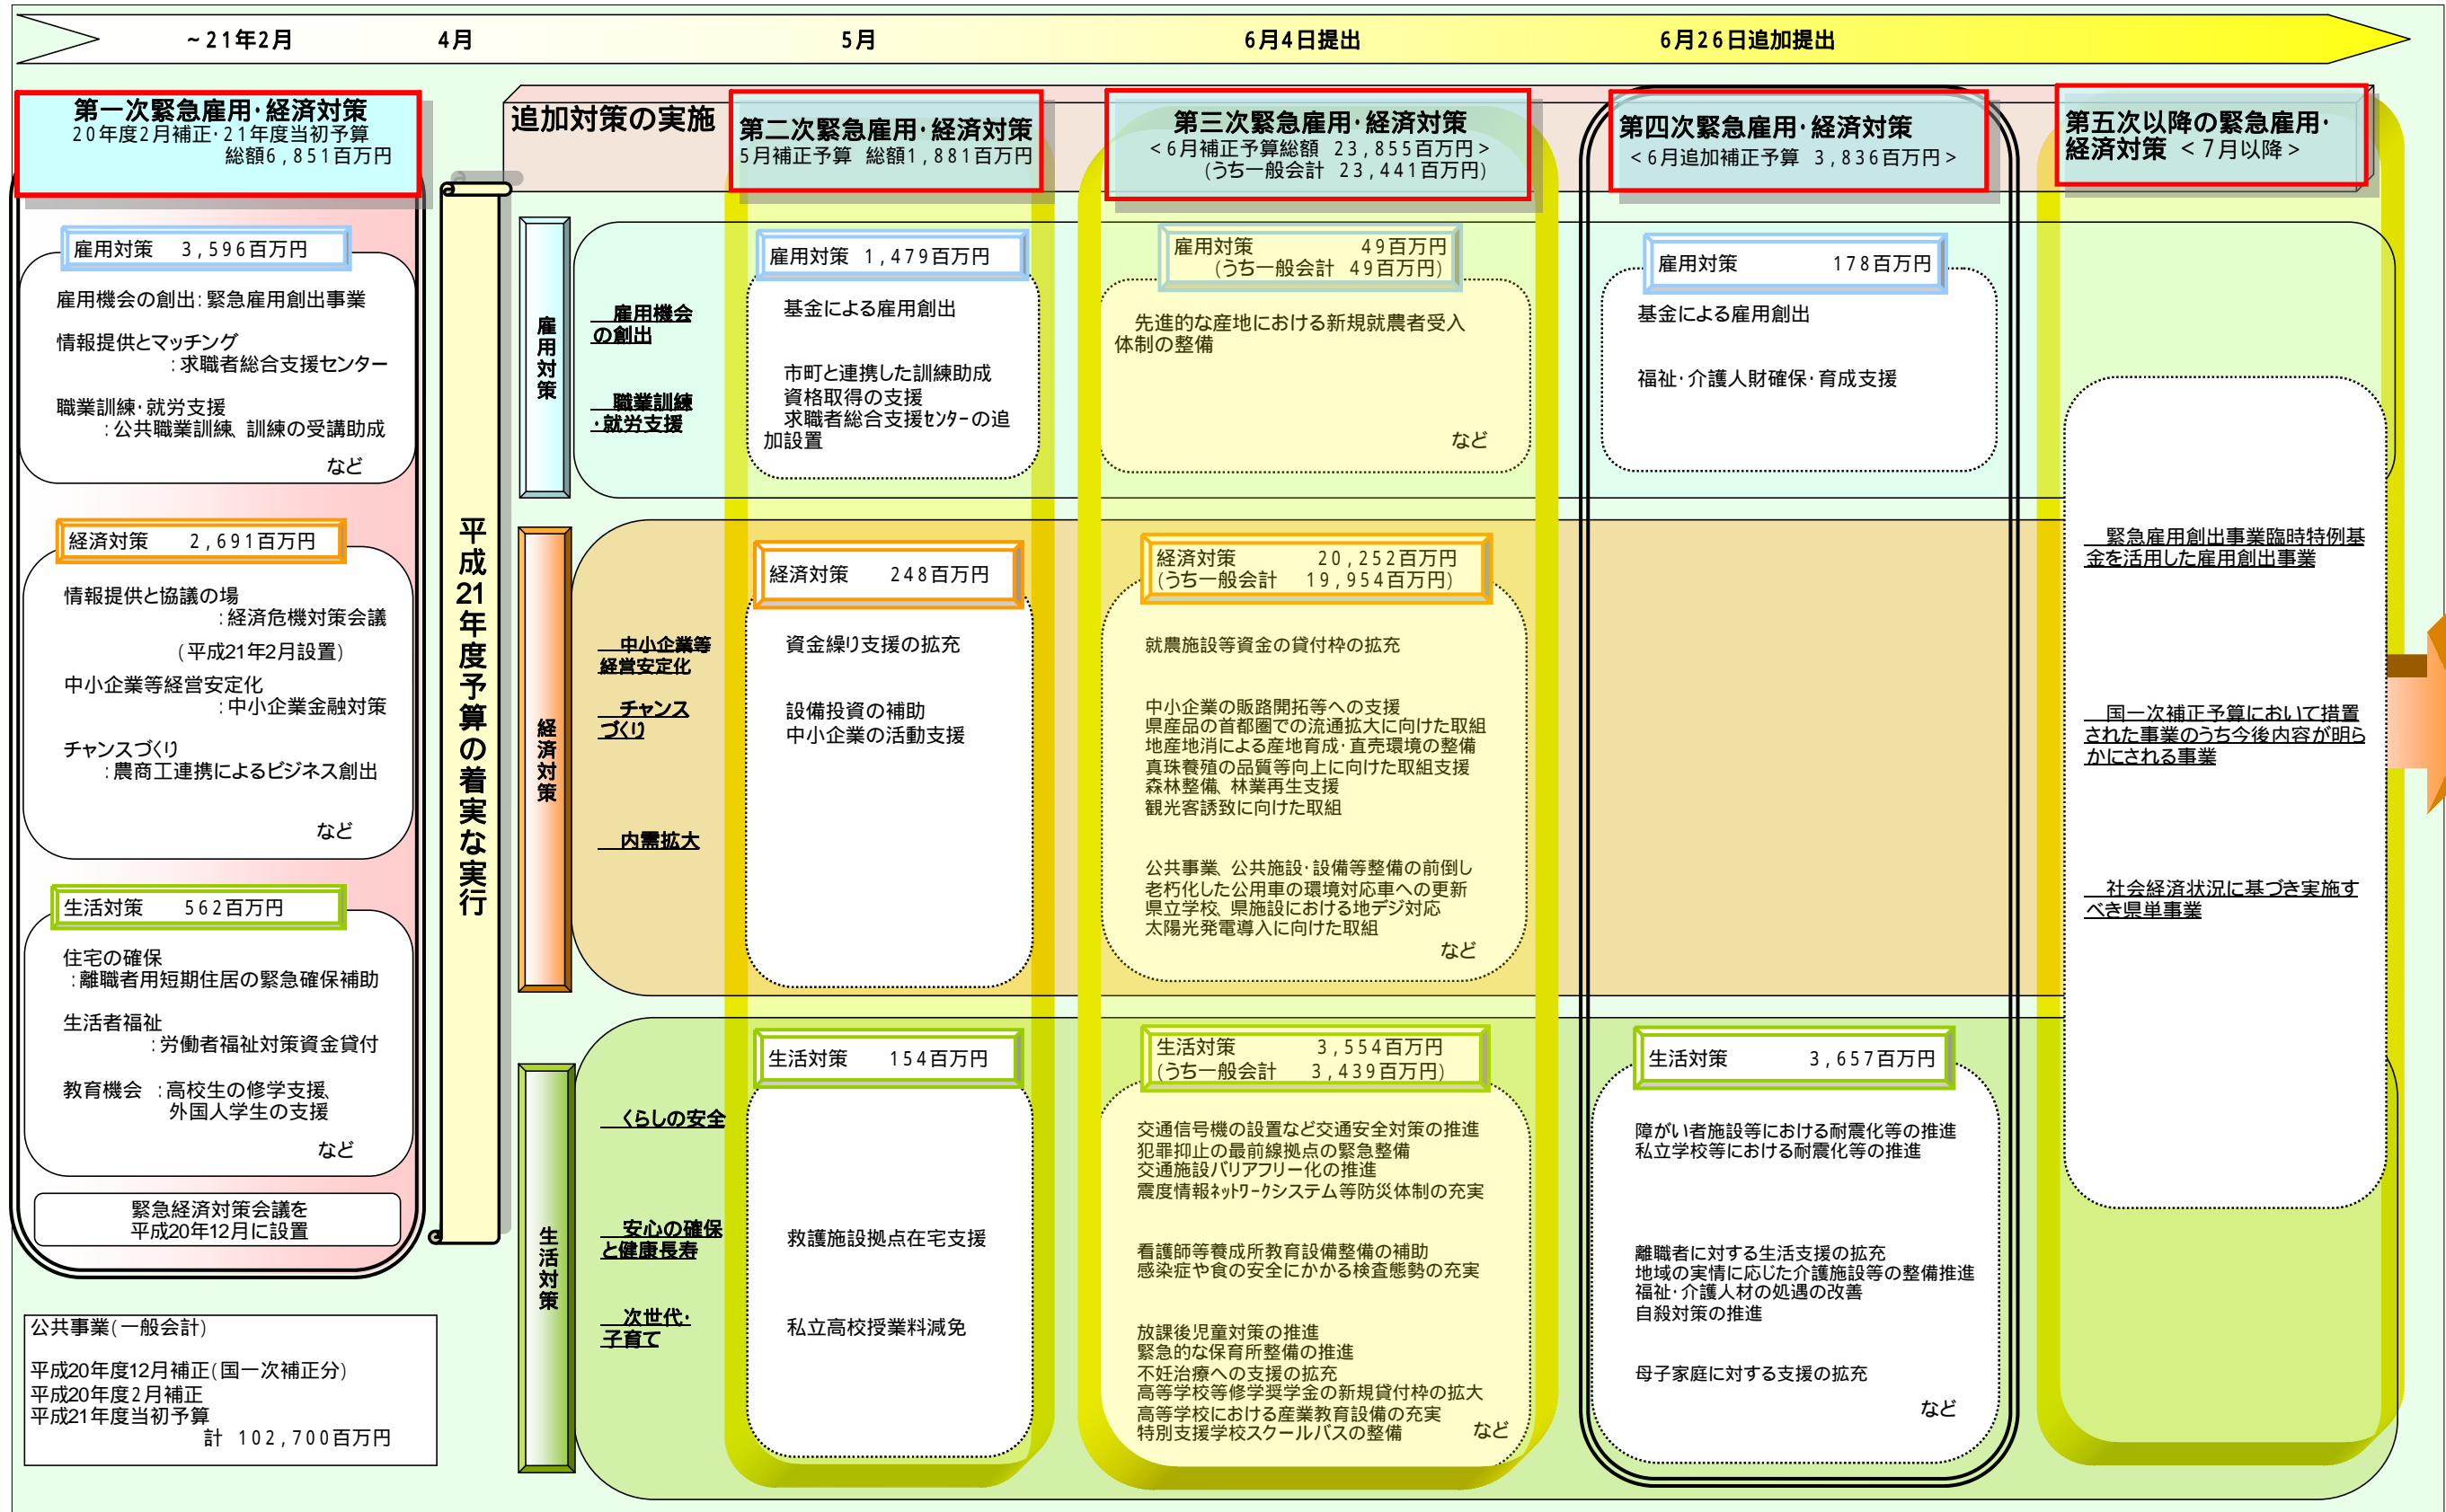 ～21年2月
4月
5月
6月4日提出
6月26日追加提出
第一次緊急雇用・経済対策
20年度2月補正・21年度当初予算
総額6,851百万円
雇用対策 3,596百万円
雇用機会の創出：緊急雇用創出事業
情報提供とマッチング
：求職者総合支援センター
職業訓練・就労支援
：公共職業訓練、訓練の受講助成
など
経済対策 2,691百万円
情報提供と協議の場
：経済危機対策会議
(平成21年2月設置)
中小企業等経営安定化
：中小企業金融対策
チャンスづくり
：農商工連携によるビジネス創出
など
生活対策 562百万円
住宅の確保
：離職者用短期住居の緊急確保補助
生活者福祉
：労働者福祉対策資金貸付
教育機会 ：高校生の修学支援、
外国人学生の支援
など
緊急経済対策会議を
平成20年12月に設置
公共事業(一般会計)
平成20年度12月補正(国一次補正分)
平成20年度2月補正
平成21年度当初予算
計 102,700百万円
平成21年度予算の着実な実行
追加対策の実施
雇用対策
雇用機会
の創出
職業訓練
・就労支援
経済対策
中小企業等
経営安定化
チャンス
づくり
内需拡大
生活対策
くらしの安全
安心の確保
と健康長寿
次世代・
子育て
第二次緊急雇用・経済対策
5月補正予算 総額1,881百万円
雇用対策 1,479百万円
基金による雇用創出
市町と連携した訓練助成
資格取得の支援
求職者総合支援ｾﾝﾀｰの追
加設置
経済対策 248百万円
資金繰り支援の拡充
設備投資の補助
中小企業の活動支援
生活対策 154百万円
救護施設拠点在宅支援
私立高校授業料減免
第三次緊急雇用・経済対策
＜6月補正予算総額 23,855百万円＞
(うち一般会計 23,441百万円)
雇用対策 49百万円
(うち一般会計 49百万円)
先進的な産地における新規就農者受入
体制の整備
など
経済対策 20,252百万円
(うち一般会計 19,954百万円)
就農施設等資金の貸付枠の拡充
中小企業の販路開拓等への支援
県産品の首都圏での流通拡大に向けた取組
地産地消による産地育成・直売環境の整備
真珠養殖の品質等向上に向けた取組支援
森林整備、林業再生支援
観光客誘致に向けた取組
公共事業、公共施設・設備等整備の前倒し
老朽化した公用車の環境対応車への更新
県立学校、県施設における地デジ対応
太陽光発電導入に向けた取組
など
生活対策 3,554百万円
(うち一般会計 3,439百万円)
交通信号機の設置など交通安全対策の推進
犯罪抑止の最前線拠点の緊急整備
交通施設バリアフリー化の推進
震度情報ﾈｯﾄﾜｰｸシステム等防災体制の充実
看護師等養成所教育設備整備の補助
感染症や食の安全にかかる検査態勢の充実
放課後児童対策の推進
緊急的な保育所整備の推進
不妊治療への支援の拡充
高等学校等修学奨学金の新規貸付枠の拡大
高等学校における産業教育設備の充実
特別支援学校スクールバスの整備 など
第四次緊急雇用・経済対策
＜6月追加補正予算 3,836百万円＞
雇用対策 178百万円
基金による雇用創出
福祉・介護人財確保・育成支援
生活対策 3,657百万円
障がい者施設等における耐震化等の推進
私立学校等における耐震化等の推進
離職者に対する生活支援の拡充
地域の実情に応じた介護施設等の整備推進
福祉・介護人材の処遇の改善
自殺対策の推進
母子家庭に対する支援の拡充
など
第五次以降の緊急雇用・
経済対策 ＜7月以降＞
緊急雇用創出事業臨時特例基
金を活用した雇用創出事業
国一次補正予算において措置
された事業のうち今後内容が明ら
かにされる事業
社会経済状況に基づき実施す
べき県単事業